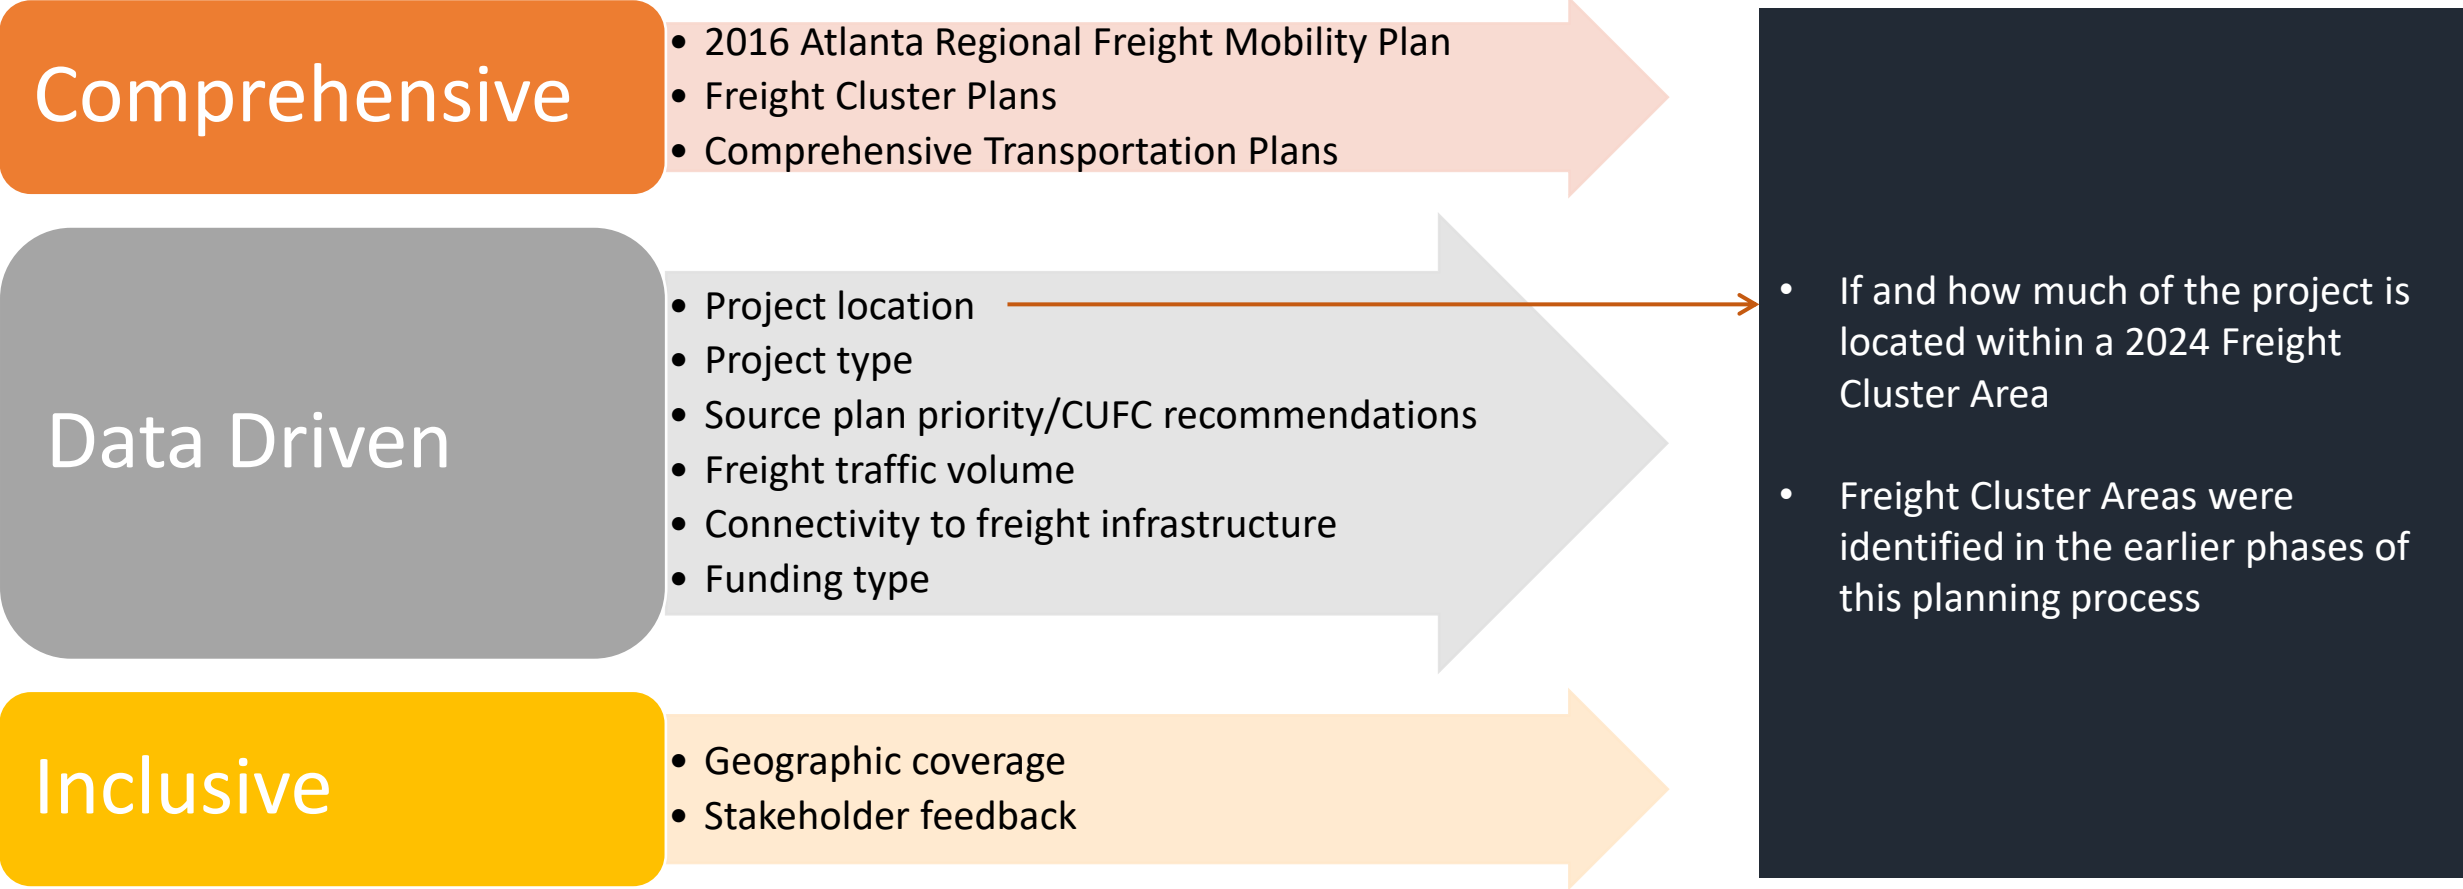 Comprehensive
• 2016 Atlanta Regional Freight Mobility Plan
• Freight Cluster Plans
• Comprehensive Transportation Plans
Data Driven
• Project location
• Project type
• Source plan priority/CUFC recommendations
• Freight traffic volume
• Connectivity to freight infrastructure
• Funding type
Inclusive
• Geographic coverage
• Stakeholder feedback
• If and how much of the project is
located within a 2024 Freight
Cluster Area
• Freight Cluster Areas were
identified in the earlier phases of
this planning process